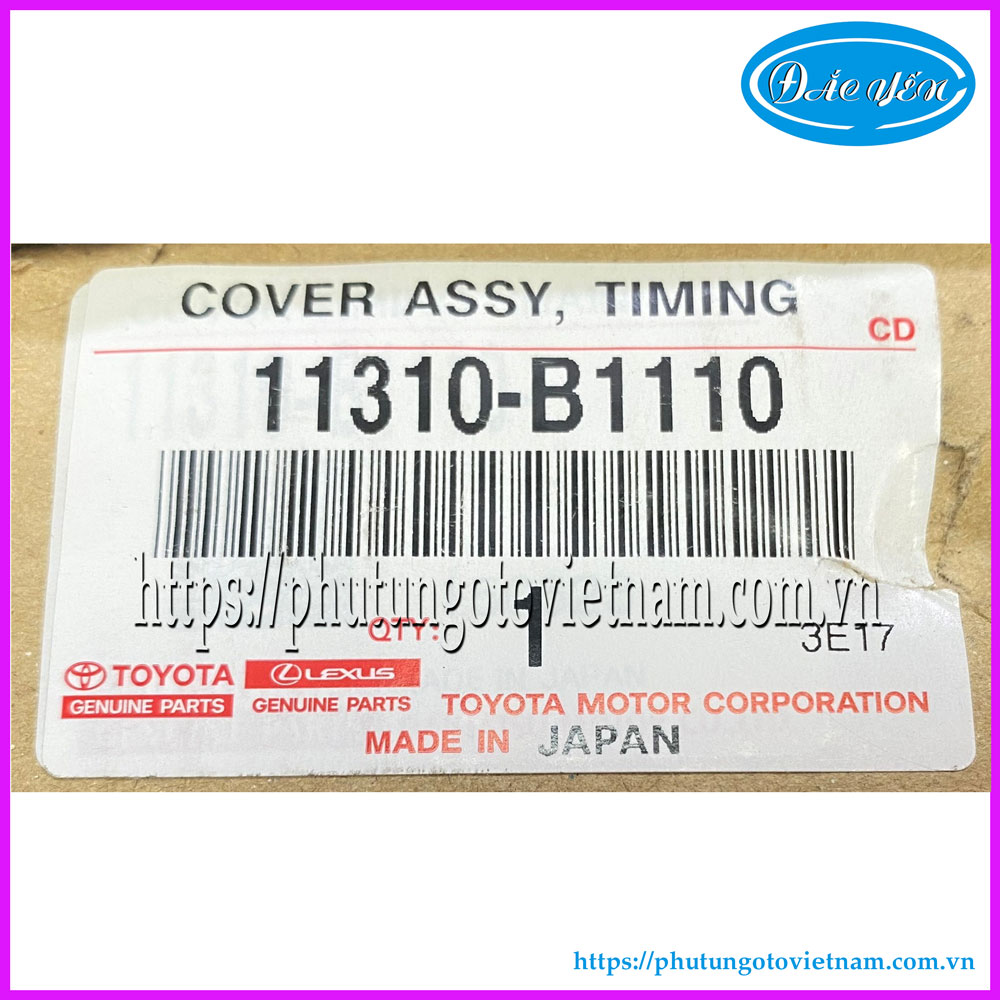 ĐẮC YẾN
COVER ASSY, TIMING
CD
11310-B1110
https://phutungotovietnam.com.vn
QTY: 1 3E17
TOYOTA LEXUS
GENUINE PARTS GENUINE PARTS TOYOTA MOTOR CORPORATION
MADE IN JAPAN
https://phutungotovietnam.com.vn